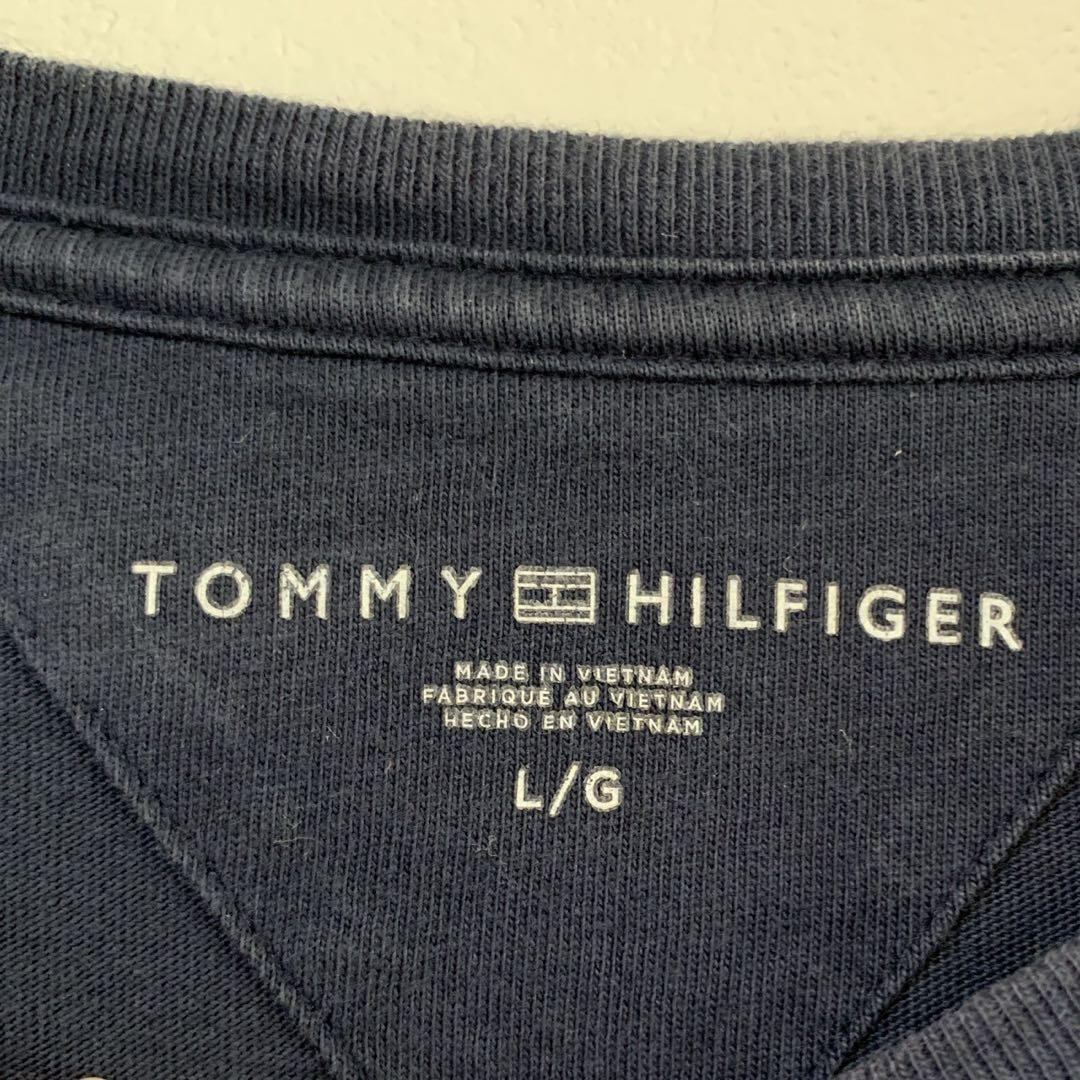 TOMMY HILFIGER
MADE IN VIETNAM
FABRIQUÉ AU VIETNAM
HECHO EN VIETNAM
L/G